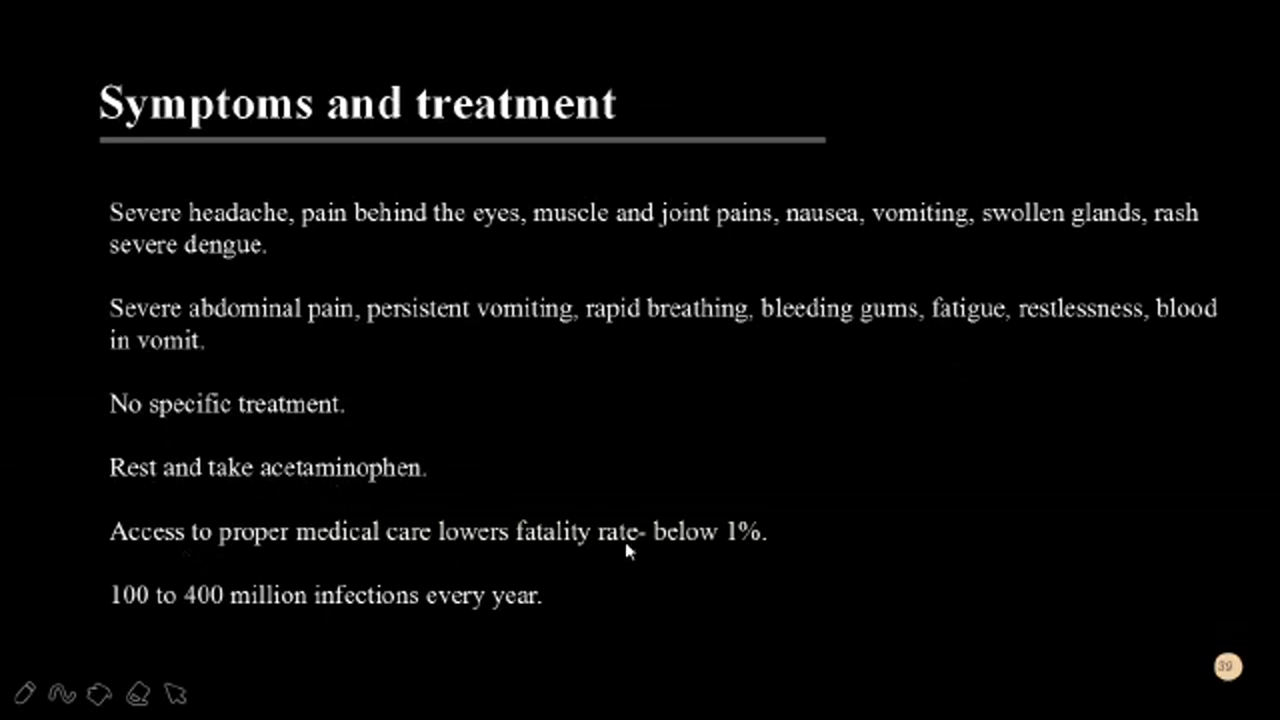 Symptoms and treatment
Severe headache, pain behind the eyes, muscle and joint pains, nausea, vomiting, swollen glands, rash
severe dengue.
Severe abdominal pain, persistent vomiting, rapid breathing, bleeding gums, fatigue, restlessness, blood
in vomit.
No specific treatment.
Rest and take acetaminophen.
Access to proper medical care lowers fatality rate- below 1%.
100 to 400 million infections every year.
39